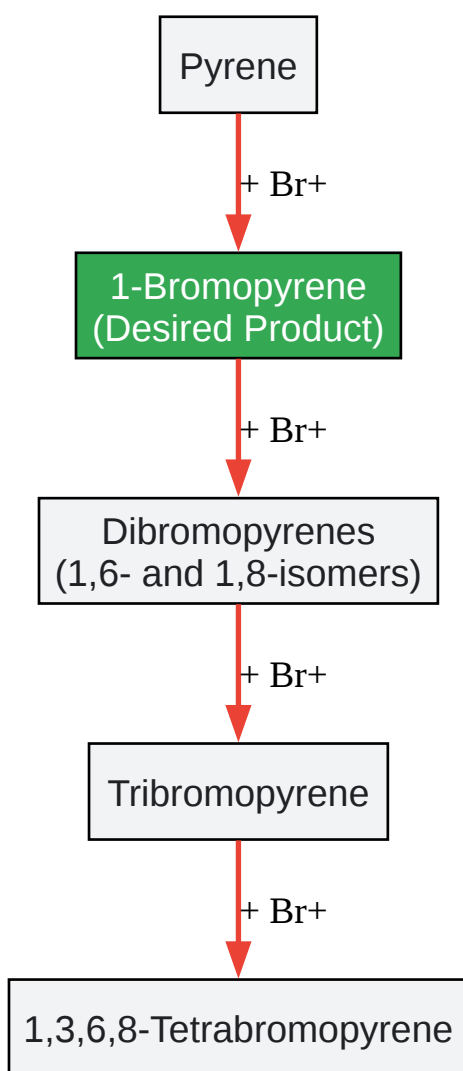 Pyrene
+ Br+
1-Bromopyrene
(Desired Product)
+ Br+
Dibromopyrenes
(1,6- and 1,8-isomers)
+ Br+
Tribromopyrene
+ Br+
1,3,6,8-Tetrabromopyrene